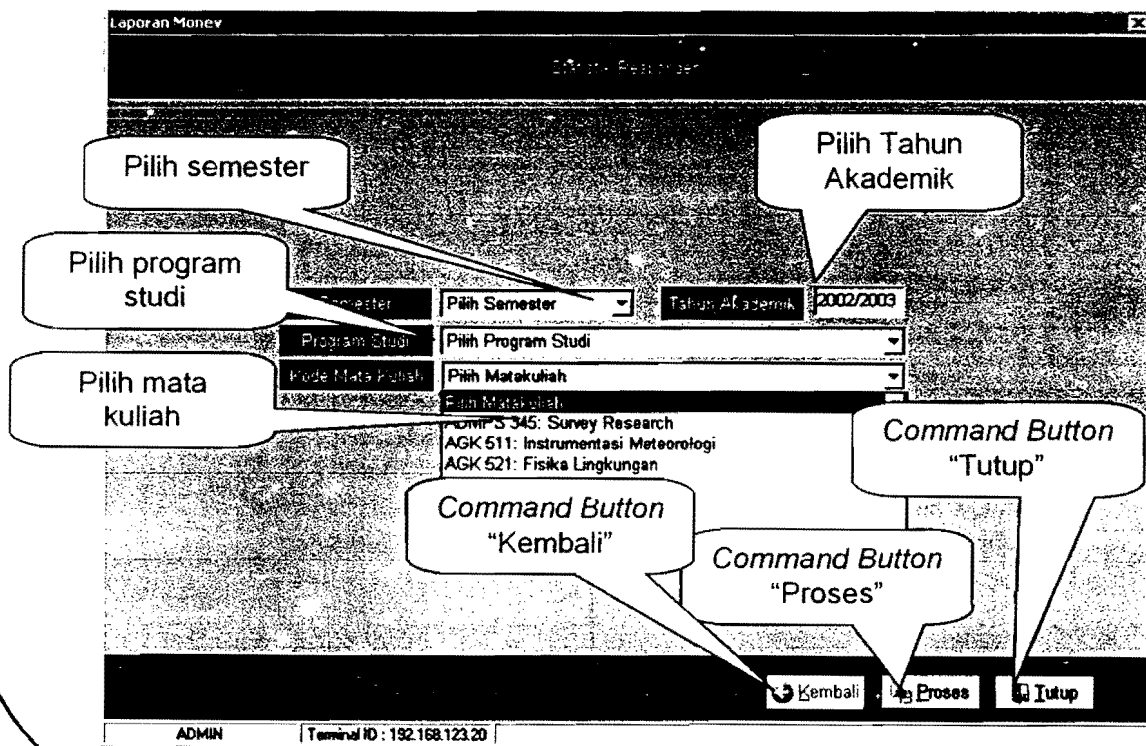 Laporan Monev
Statistik Responden
Pilih semester
Pilih Tahun
Akademik
Pilih program
studi
Semester
Pilih Semester
Tahun Akademik
2002/2003
Program Studi
Pilih Program Studi
Pilih mata
kuliah
Kode Mata Kuliah
Pilih Matakuliah
Pilih Matakuliah
ADMPS 345: Survey Research
AGK 511: Instrumentasi Meteorologi
AGK 521: Fisika Lingkungan
Command Button
"Tutup"
Command Button
"Kembali"
Command Button
"Proses"
Kembali
Proses
Tutup
ADMIN
Terminal ID : 192.168.123.20